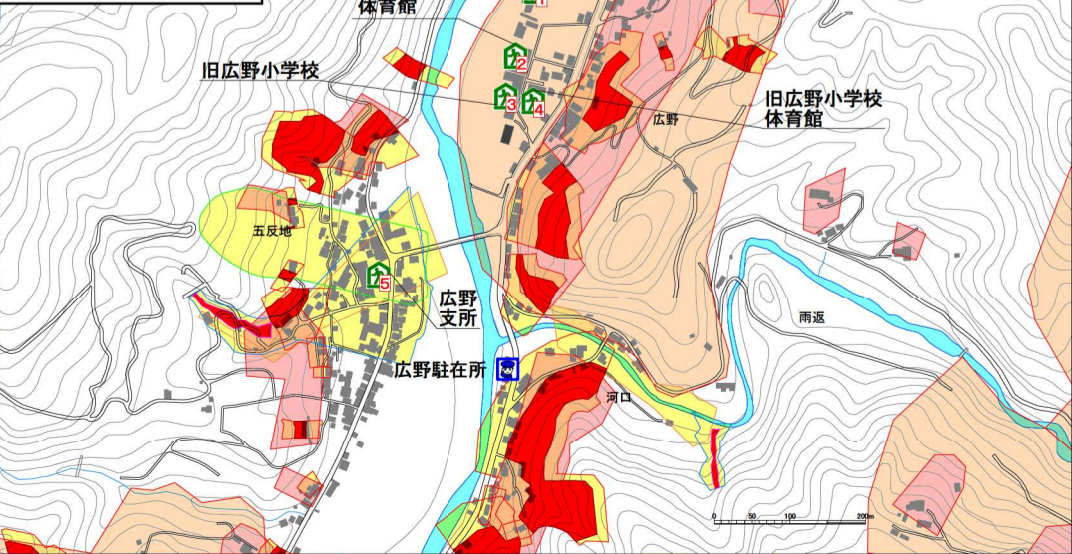 体育館
1
2
旧広野小学校
3
4
旧広野小学校
体育館
広野
五反地
5
広野
支所
雨返
広野駐在所
河口
0 50 100 200m